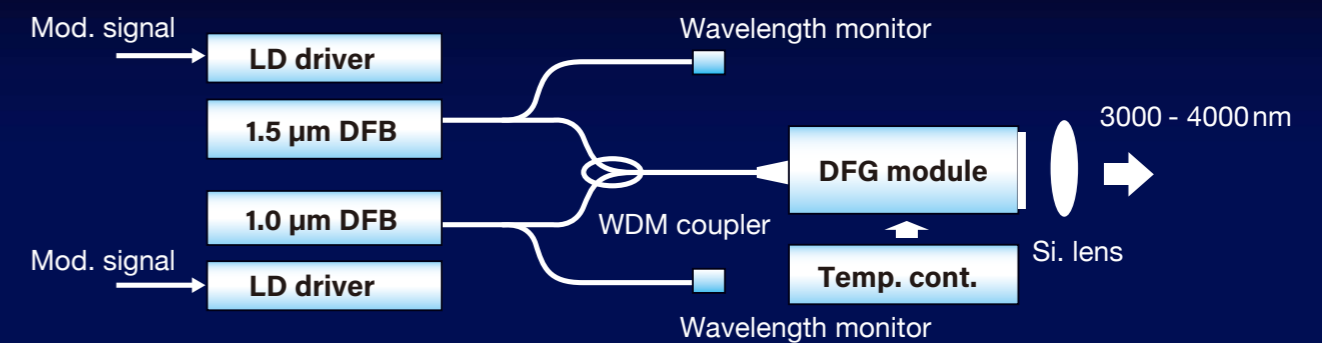 Mod. signal
LD driver
1.5 µm DFB
1.0 µm DFB
Mod. signal
LD driver
Wavelength monitor
WDM coupler
Wavelength monitor
DFG module
Temp. cont.
Si. lens
3000 - 4000 nm